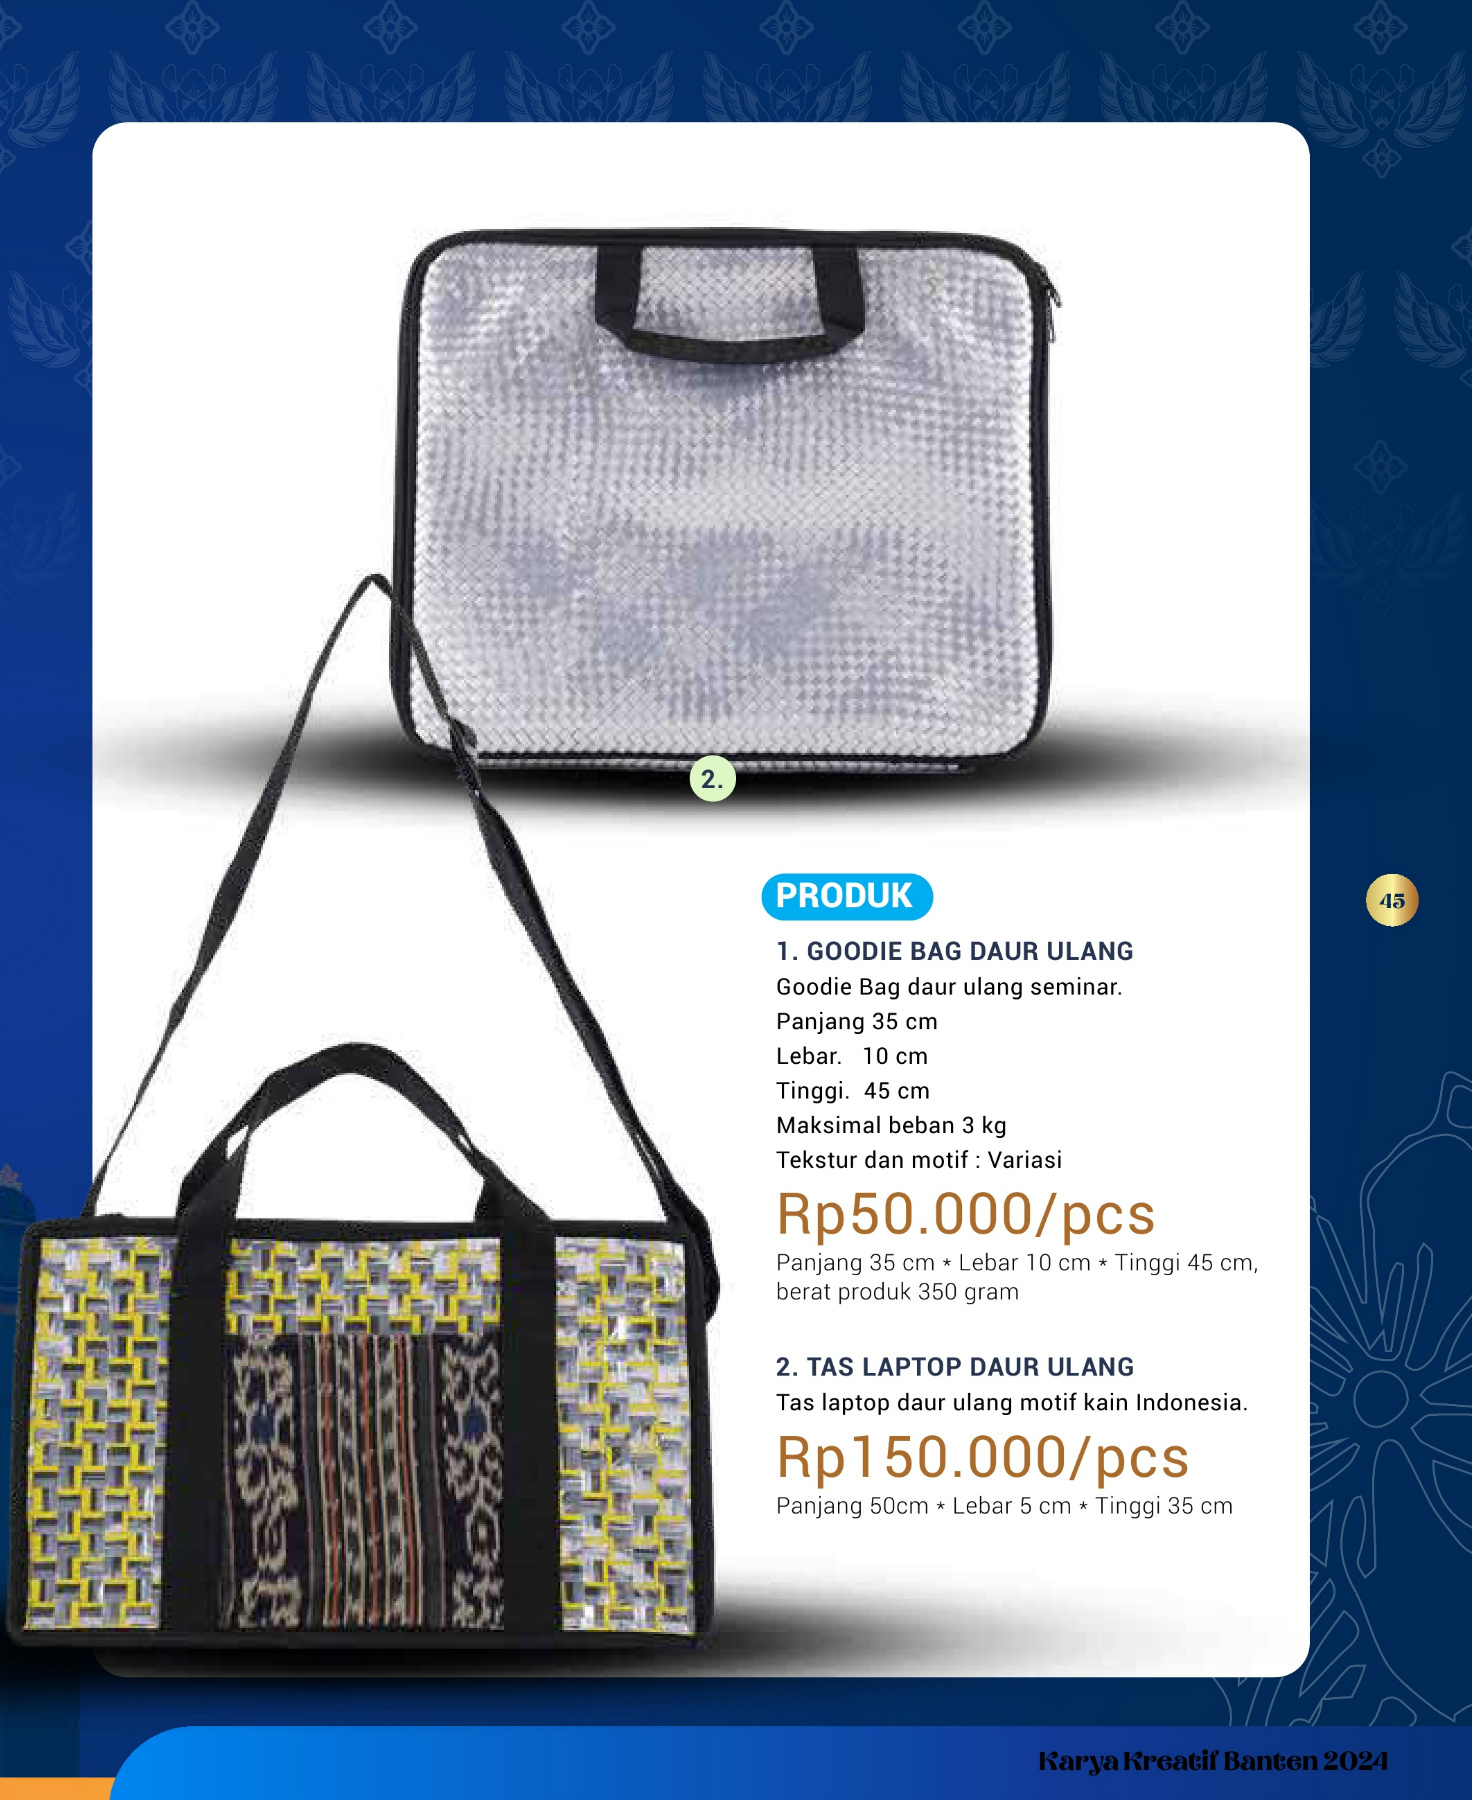 2.
PRODUK
1. GOODIE BAG DAUR ULANG
Goodie Bag daur ulang seminar.
Panjang 35 cm
Lebar.   10 cm
Tinggi.  45 cm
Maksimal beban 3 kg
Tekstur dan motif : Variasi
Rp50.000/pcs
Panjang 35 cm * Lebar 10 cm * Tinggi 45 cm,
berat produk 350 gram
2. TAS LAPTOP DAUR ULANG
Tas laptop daur ulang motif kain Indonesia.
Rp150.000/pcs
Panjang 50cm * Lebar 5 cm * Tinggi 35 cm
45
Karya Kreatif Banten 2024